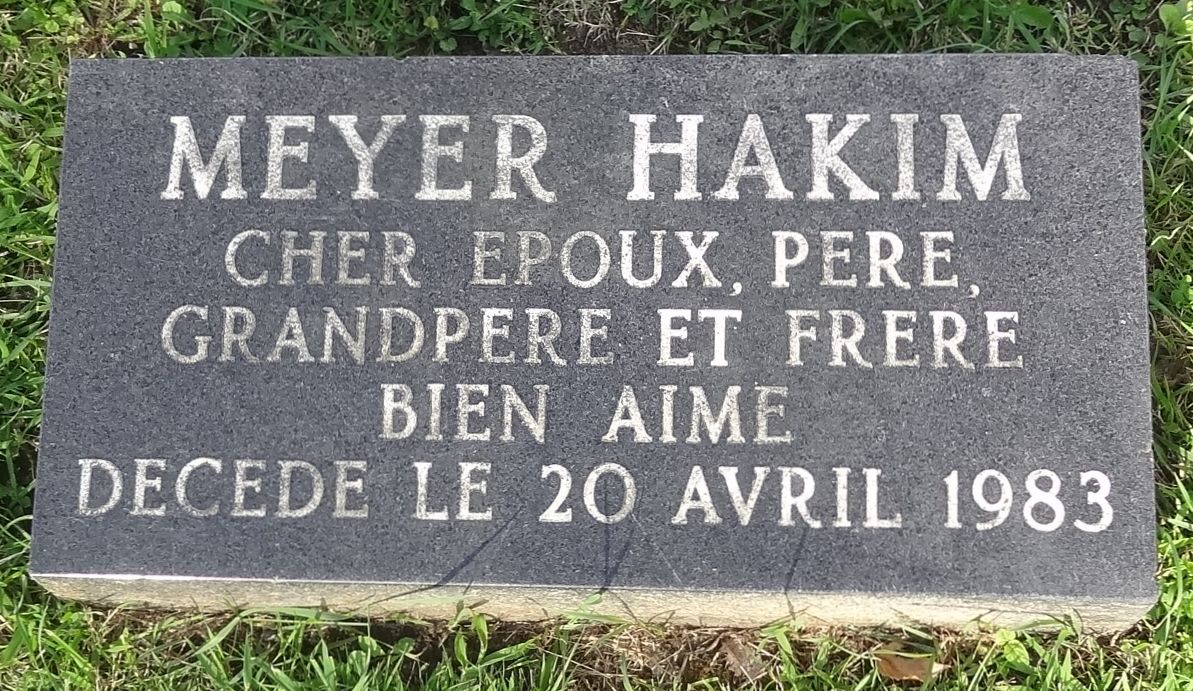 MEYER HAKIM
CHER EPOUX, PERE,
GRANDPERE ET FRERE
BIEN AIME
DECEDE LE 20 AVRIL 1983